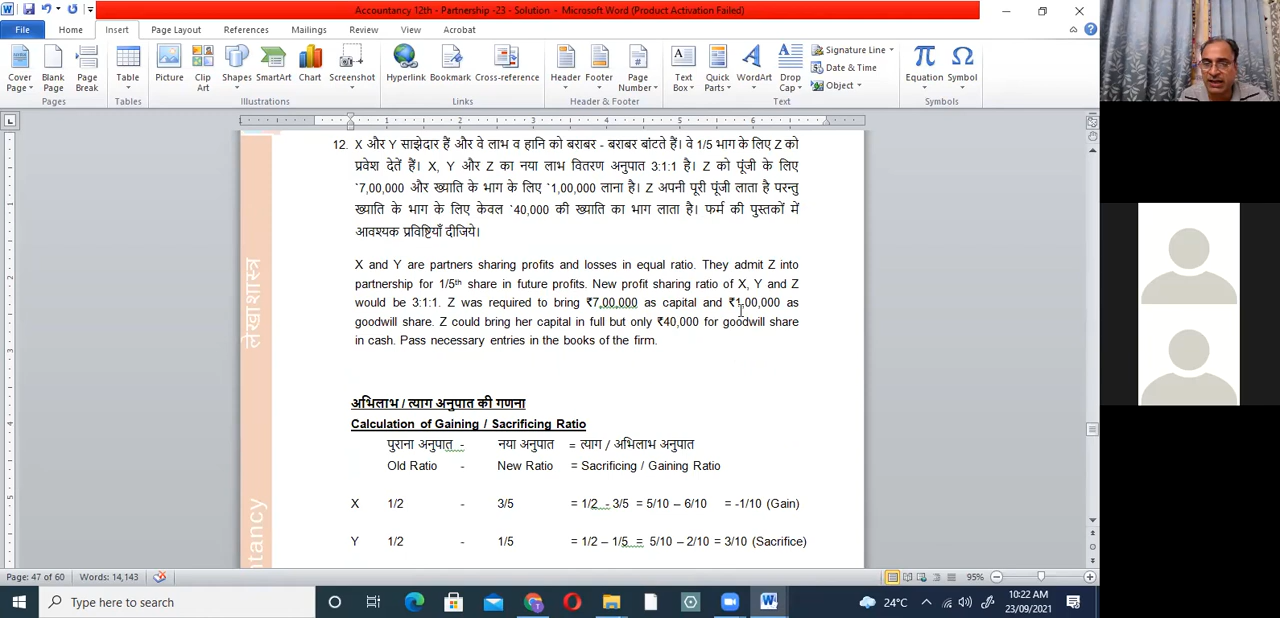 Accountancy 12th - Partnership -23 - Solution - Microsoft Word (Product Activation Failed)
File Home Insert Page Layout References Mailings Review View Acrobat
Cover Page Blank Page Page Break Table Picture Clip Art Shapes SmartArt Chart Screenshot Hyperlink Bookmark Cross-reference Header Footer Page Number Text Box Quick Parts WordArt Drop Cap Signature Line Date & Time Object Equation Symbol
Pages Tables Illustrations Links Header & Footer Text Symbols
12. X और Y साझेदार हैं और वे लाभ व हानि को बराबर - बराबर बांटते हैं। वे 1/5 भाग के लिए Z को
प्रवेश देतें हैं। X, Y और Z का नया लाभ वितरण अनुपात 3:1:1 है। Z को पूंजी के लिए
`7,00,000 और ख्याति के भाग के लिए `1,00,000 लाना है। Z अपनी पूरी पूंजी लाता है परन्तु
ख्याति के भाग के लिए केवल `40,000 की ख्याति का भाग लाता है। फर्म की पुस्तकों में
आवश्यक प्रविष्टियाँ दीजिये।
X and Y are partners sharing profits and losses in equal ratio. They admit Z into
partnership for 1/5th share in future profits. New profit sharing ratio of X, Y and Z
would be 3:1:1. Z was required to bring ₹7,00,000 as capital and ₹1,00,000 as
goodwill share. Z could bring her capital in full but only ₹40,000 for goodwill share
in cash. Pass necessary entries in the books of the firm.
अभिलाभ / त्याग अनुपात की गणना
Calculation of Gaining / Sacrificing Ratio
पुराना अनुपात - नया अनुपात = त्याग / अभिलाभ अनुपात
Old Ratio - New Ratio = Sacrificing / Gaining Ratio
X 1/2 - 3/5 = 1/2 - 3/5 = 5/10 – 6/10 = -1/10 (Gain)
Y 1/2 - 1/5 = 1/2 – 1/5 = 5/10 – 2/10 = 3/10 (Sacrifice)
लेखाशास्त्र
ntancy
Page: 47 of 60 Words: 14,143 95%
Type here to search 24°C 10:22 AM
23/09/2021